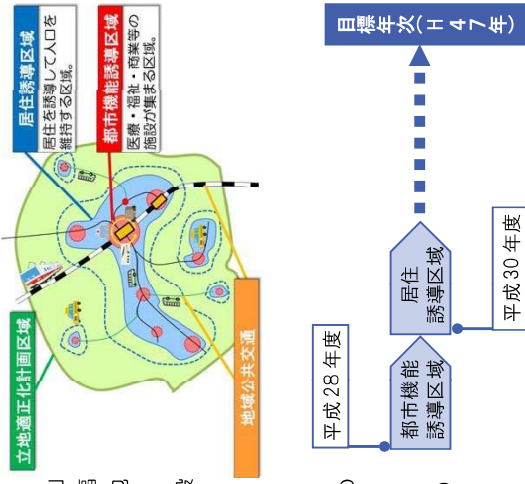 立地適正化計画区域
居住誘導区域
居住を誘導して人口を
維持する区域。
都市機能誘導区域
医療・福祉・商業等の
施設が集まる区域。
地域公共交通
平成28年度
都市機能
誘導区域
居住
誘導区域
平成30年度
目標年次(H47年)